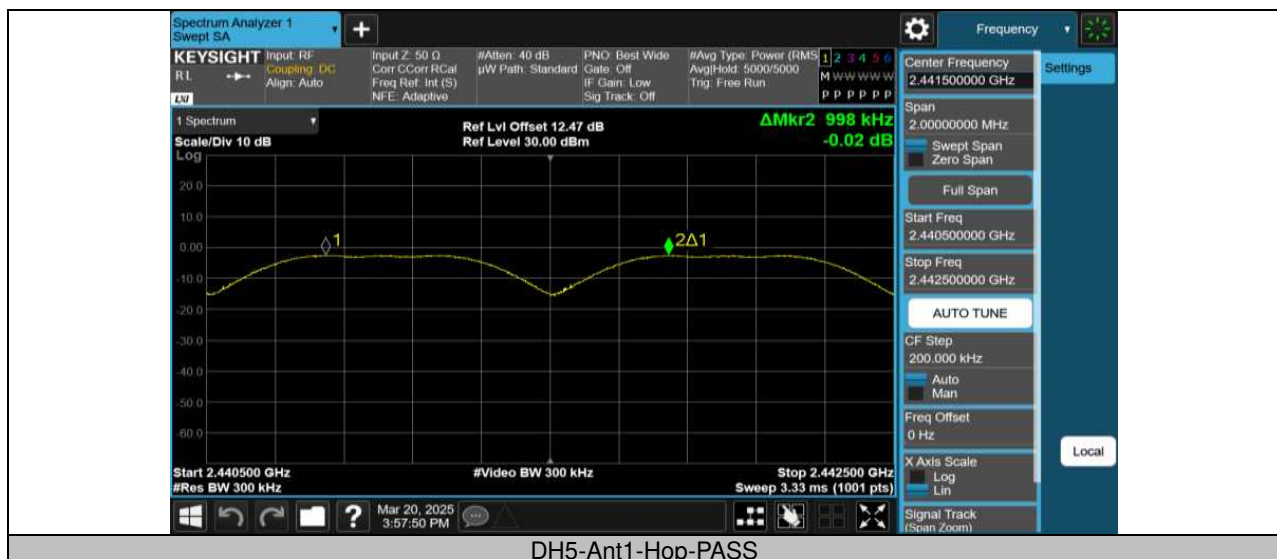 Spectrum Analyzer 1
Swept SA
+
Frequency
KEYSIGHT
RL
LXI
Input: RF
Coupling: DC
Align: Auto
Input Z: 50 Ω
Corr CCorr RCal
Freq Ref: Int (S)
NFE: Adaptive
#Atten: 40 dB
µW Path: Standard
PNO: Best Wide
Gate: Off
IF Gain: Low
Sig Track: Off
#Avg Type: Power (RMS
Avg|Hold: 5000/5000
Trig: Free Run
1 2 3 4 5 6
M W W W W W
P P P P P P
1 Spectrum
Scale/Div 10 dB
Log
Ref Lvl Offset 12.47 dB
Ref Level 30.00 dBm
ΔMkr2 998 kHz
-0.02 dB
20.0
10.0
0.00
-10.0
-20.0
-30.0
-40.0
-50.0
-60.0
1
2Δ1
Start 2.440500 GHz
#Res BW 300 kHz
#Video BW 300 kHz
Stop 2.442500 GHz
Sweep 3.33 ms (1001 pts)
Center Frequency
2.441500000 GHz
Settings
Span
2.00000000 MHz
Swept Span
Zero Span
Full Span
Start Freq
2.440500000 GHz
Stop Freq
2.442500000 GHz
AUTO TUNE
CF Step
200.000 kHz
Auto
Man
Freq Offset
0 Hz
X Axis Scale
Log
Lin
Local
Signal Track
(Span Zoom)
?
Mar 20, 2025
3:57:50 PM
DH5-Ant1-Hop-PASS